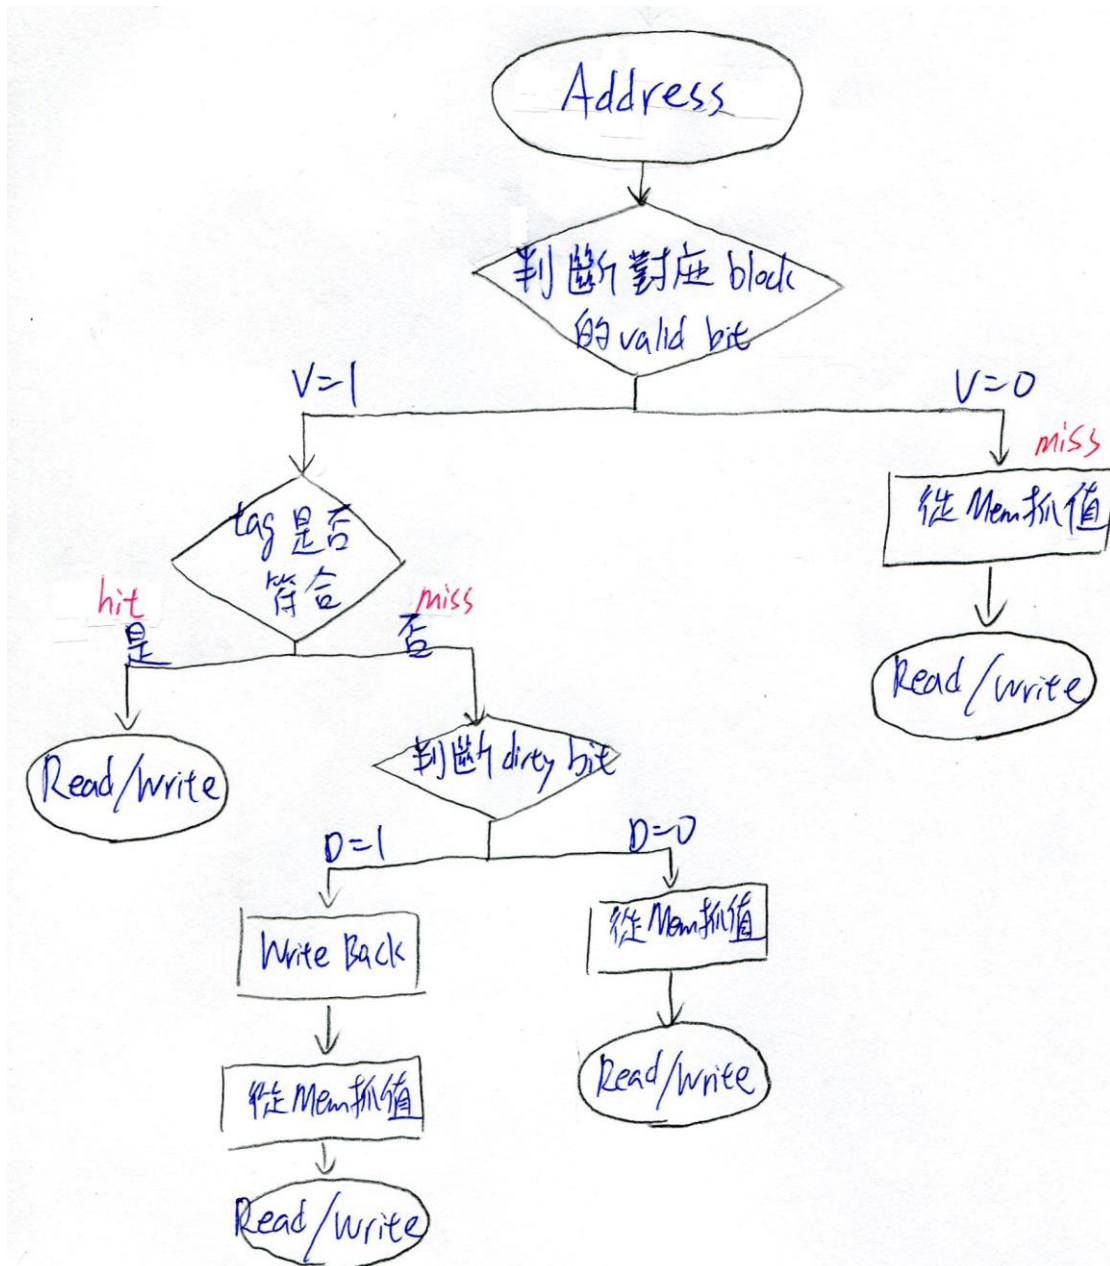 Address
判斷對应block
的valid bit
V=1
V=0
miss
從Mem抓值
Read/Write
tag是否
符合
hit
是
miss
否
Read/Write
判斷dirty bit
D=1
D=0
Write Back
從Mem抓值
從Mem抓值
Read/Write
Read/Write